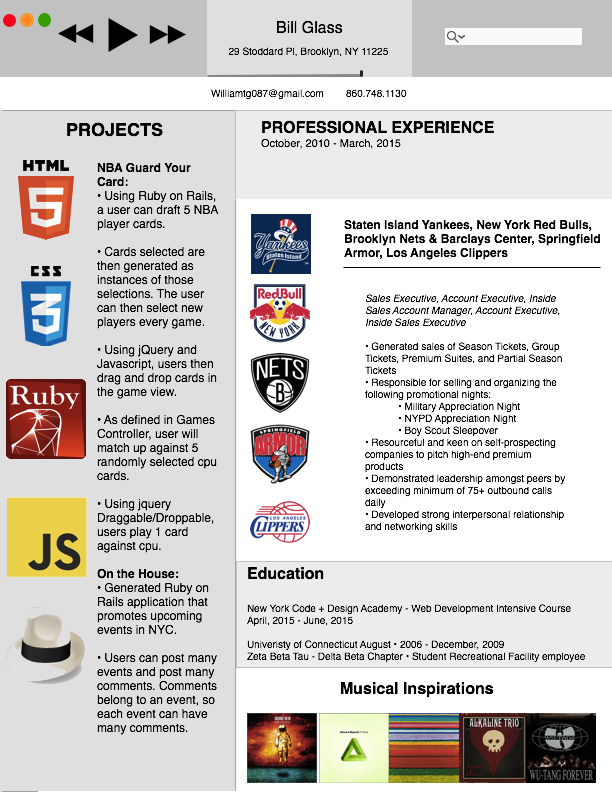 Bill Glass
29 Stoddard Pl, Brooklyn, NY 11225
Williamtg087@gmail.com 860.748.1130
PROJECTS
HTML
5
CSS
3
Ruby
JS
NBA Guard Your
Card:
• Using Ruby on Rails,
a user can draft 5 NBA
player cards.
• Cards selected are
then generated as
instances of those
selections. The user
can then select new
players every game.
• Using jQuery and
Javascript, users then
drag and drop cards in
the game view.
• As defined in Games
Controller, user will
match up against 5
randomly selected cpu
cards.
• Using jquery
Draggable/Droppable,
users play 1 card
against cpu.
On the House:
• Generated Ruby on
Rails application that
promotes upcoming
events in NYC.
• Users can post many
events and post many
comments. Comments
belong to an event, so
each event can have
many comments.
PROFESSIONAL EXPERIENCE
October, 2010 - March, 2015
Yankees
Staten Island
Red Bull
NEW YORK
NETS
B
SPRINGFIELD
ARMOR
LOS ANGELES
CLIPPERS
Staten Island Yankees, New York Red Bulls,
Brooklyn Nets & Barclays Center, Springfield
Armor, Los Angeles Clippers
Sales Executive, Account Executive, Inside
Sales Account Manager, Account Executive,
Inside Sales Executive
• Generated sales of Season Tickets, Group
Tickets, Premium Suites, and Partial Season
Tickets
• Responsible for selling and organizing the
following promotional nights:
• Military Appreciation Night
• NYPD Appreciation Night
• Boy Scout Sleepover
• Resourceful and keen on self-prospecting
companies to pitch high-end premium
products
• Demonstrated leadership amongst peers by
exceeding minimum of 75+ outbound calls
daily
• Developed strong interpersonal relationship
and networking skills
Education
New York Code + Design Academy - Web Development Intensive Course
April, 2015 - June, 2015
Univeristy of Connecticut August • 2006 - December, 2009
Zeta Beta Tau - Delta Beta Chapter • Student Recreational Facility employee
Musical Inspirations
ALKALINE TRIO
WU-TANG
WU-TANG FOREVER